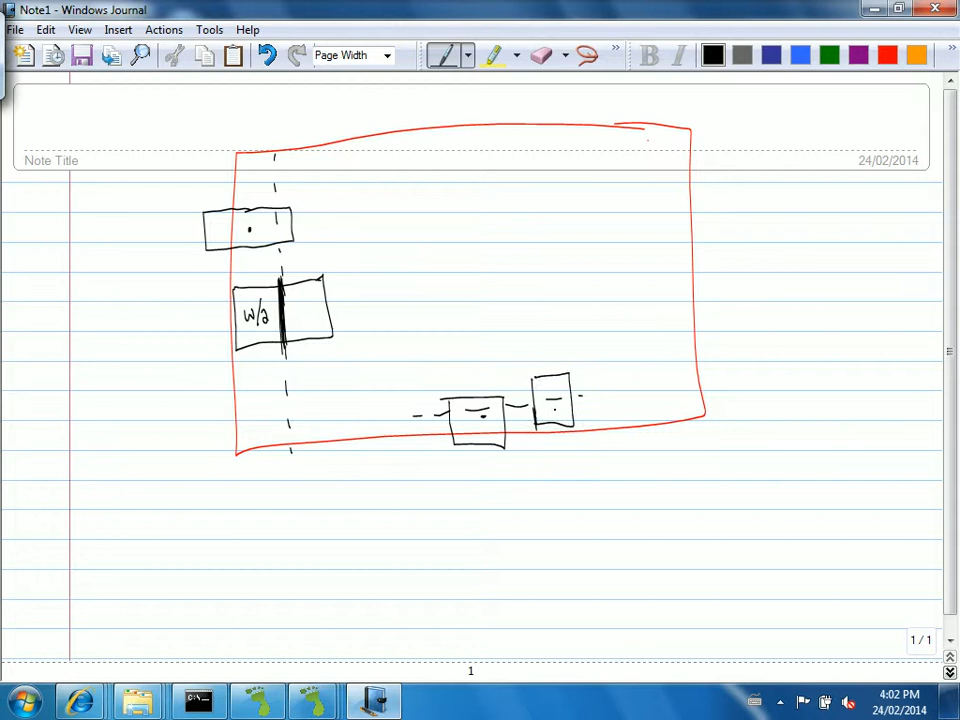 Note1 - Windows Journal
File Edit View Insert Actions Tools Help
Page Width
B I
Note Title
24/02/2014
w/2
1 / 1
1
C:\
4:02 PM
24/02/2014